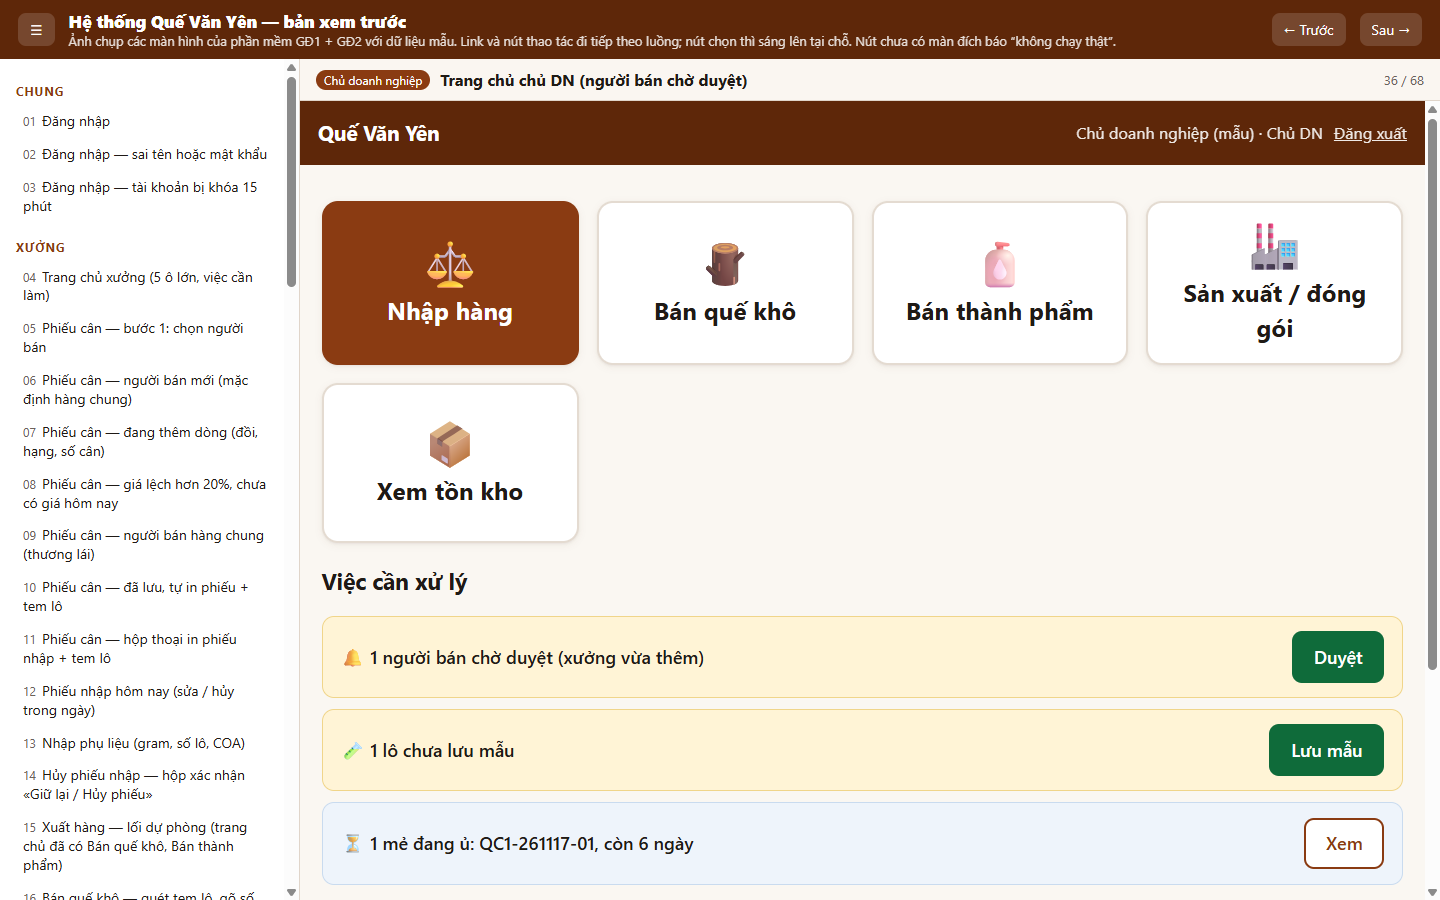 ☰
Hệ thống Quế Văn Yên — bản xem trước
Ảnh chụp các màn hình của phần mềm GĐ1 + GĐ2 với dữ liệu mẫu. Link và nút thao tác đi tiếp theo luồng; nút chọn thì sáng lên tại chỗ. Nút chưa có màn đích báo “không chạy thật”.
← Trước
Sau →
CHUNG
01 Đăng nhập
02 Đăng nhập — sai tên hoặc mật khẩu
03 Đăng nhập — tài khoản bị khóa 15
phút
XƯỞNG
04 Trang chủ xưởng (5 ô lớn, việc cần
làm)
05 Phiếu cân — bước 1: chọn người
bán
06 Phiếu cân — người bán mới (mặc
định hàng chung)
07 Phiếu cân — đang thêm dòng (đồi,
hạng, số cân)
08 Phiếu cân — giá lệch hơn 20%, chưa
có giá hôm nay
09 Phiếu cân — người bán hàng chung
(thương lái)
10 Phiếu cân — đã lưu, tự in phiếu +
tem lô
11 Phiếu cân — hộp thoại in phiếu
nhập + tem lô
12 Phiếu nhập hôm nay (sửa / hủy
trong ngày)
13 Nhập phụ liệu (gram, số lô, COA)
14 Hủy phiếu nhập — hộp xác nhận
«Giữ lại / Hủy phiếu»
15 Xuất hàng — lối dự phòng (trang
chủ đã có Bán quế khô, Bán thành
phẩm)
16 Bán quế khô — quét tem lô, gõ số
Chủ doanh nghiệp
Trang chủ chủ DN (người bán chờ duyệt)
36 / 68
Quế Văn Yên
Chủ doanh nghiệp (mẫu) · Chủ DN
Đăng xuất
Nhập hàng
Bán quế khô
Bán thành phẩm
Sản xuất / đóng
gói
Xem tồn kho
Việc cần xử lý
1 người bán chờ duyệt (xưởng vừa thêm)
Duyệt
1 lô chưa lưu mẫu
Lưu mẫu
1 mẻ đang ủ: QC1-261117-01, còn 6 ngày
Xem